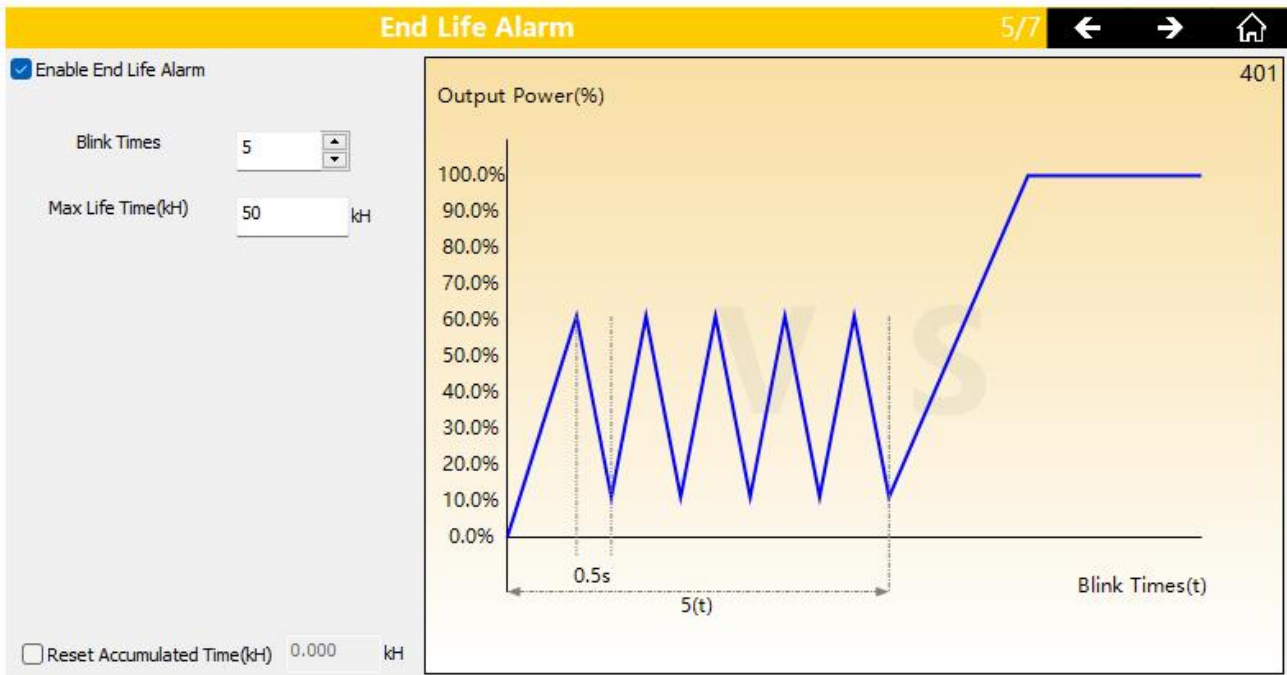 End Life Alarm
5/7
Enable End Life Alarm
Blink Times
5
Max Life Time(kH)
50
kH
Reset Accumulated Time(kH)
0.000
kH
401
Output Power(%)
100.0%
90.0%
80.0%
70.0%
60.0%
50.0%
40.0%
30.0%
20.0%
10.0%
0.0%
V S
0.5s
5(t)
Blink Times(t)